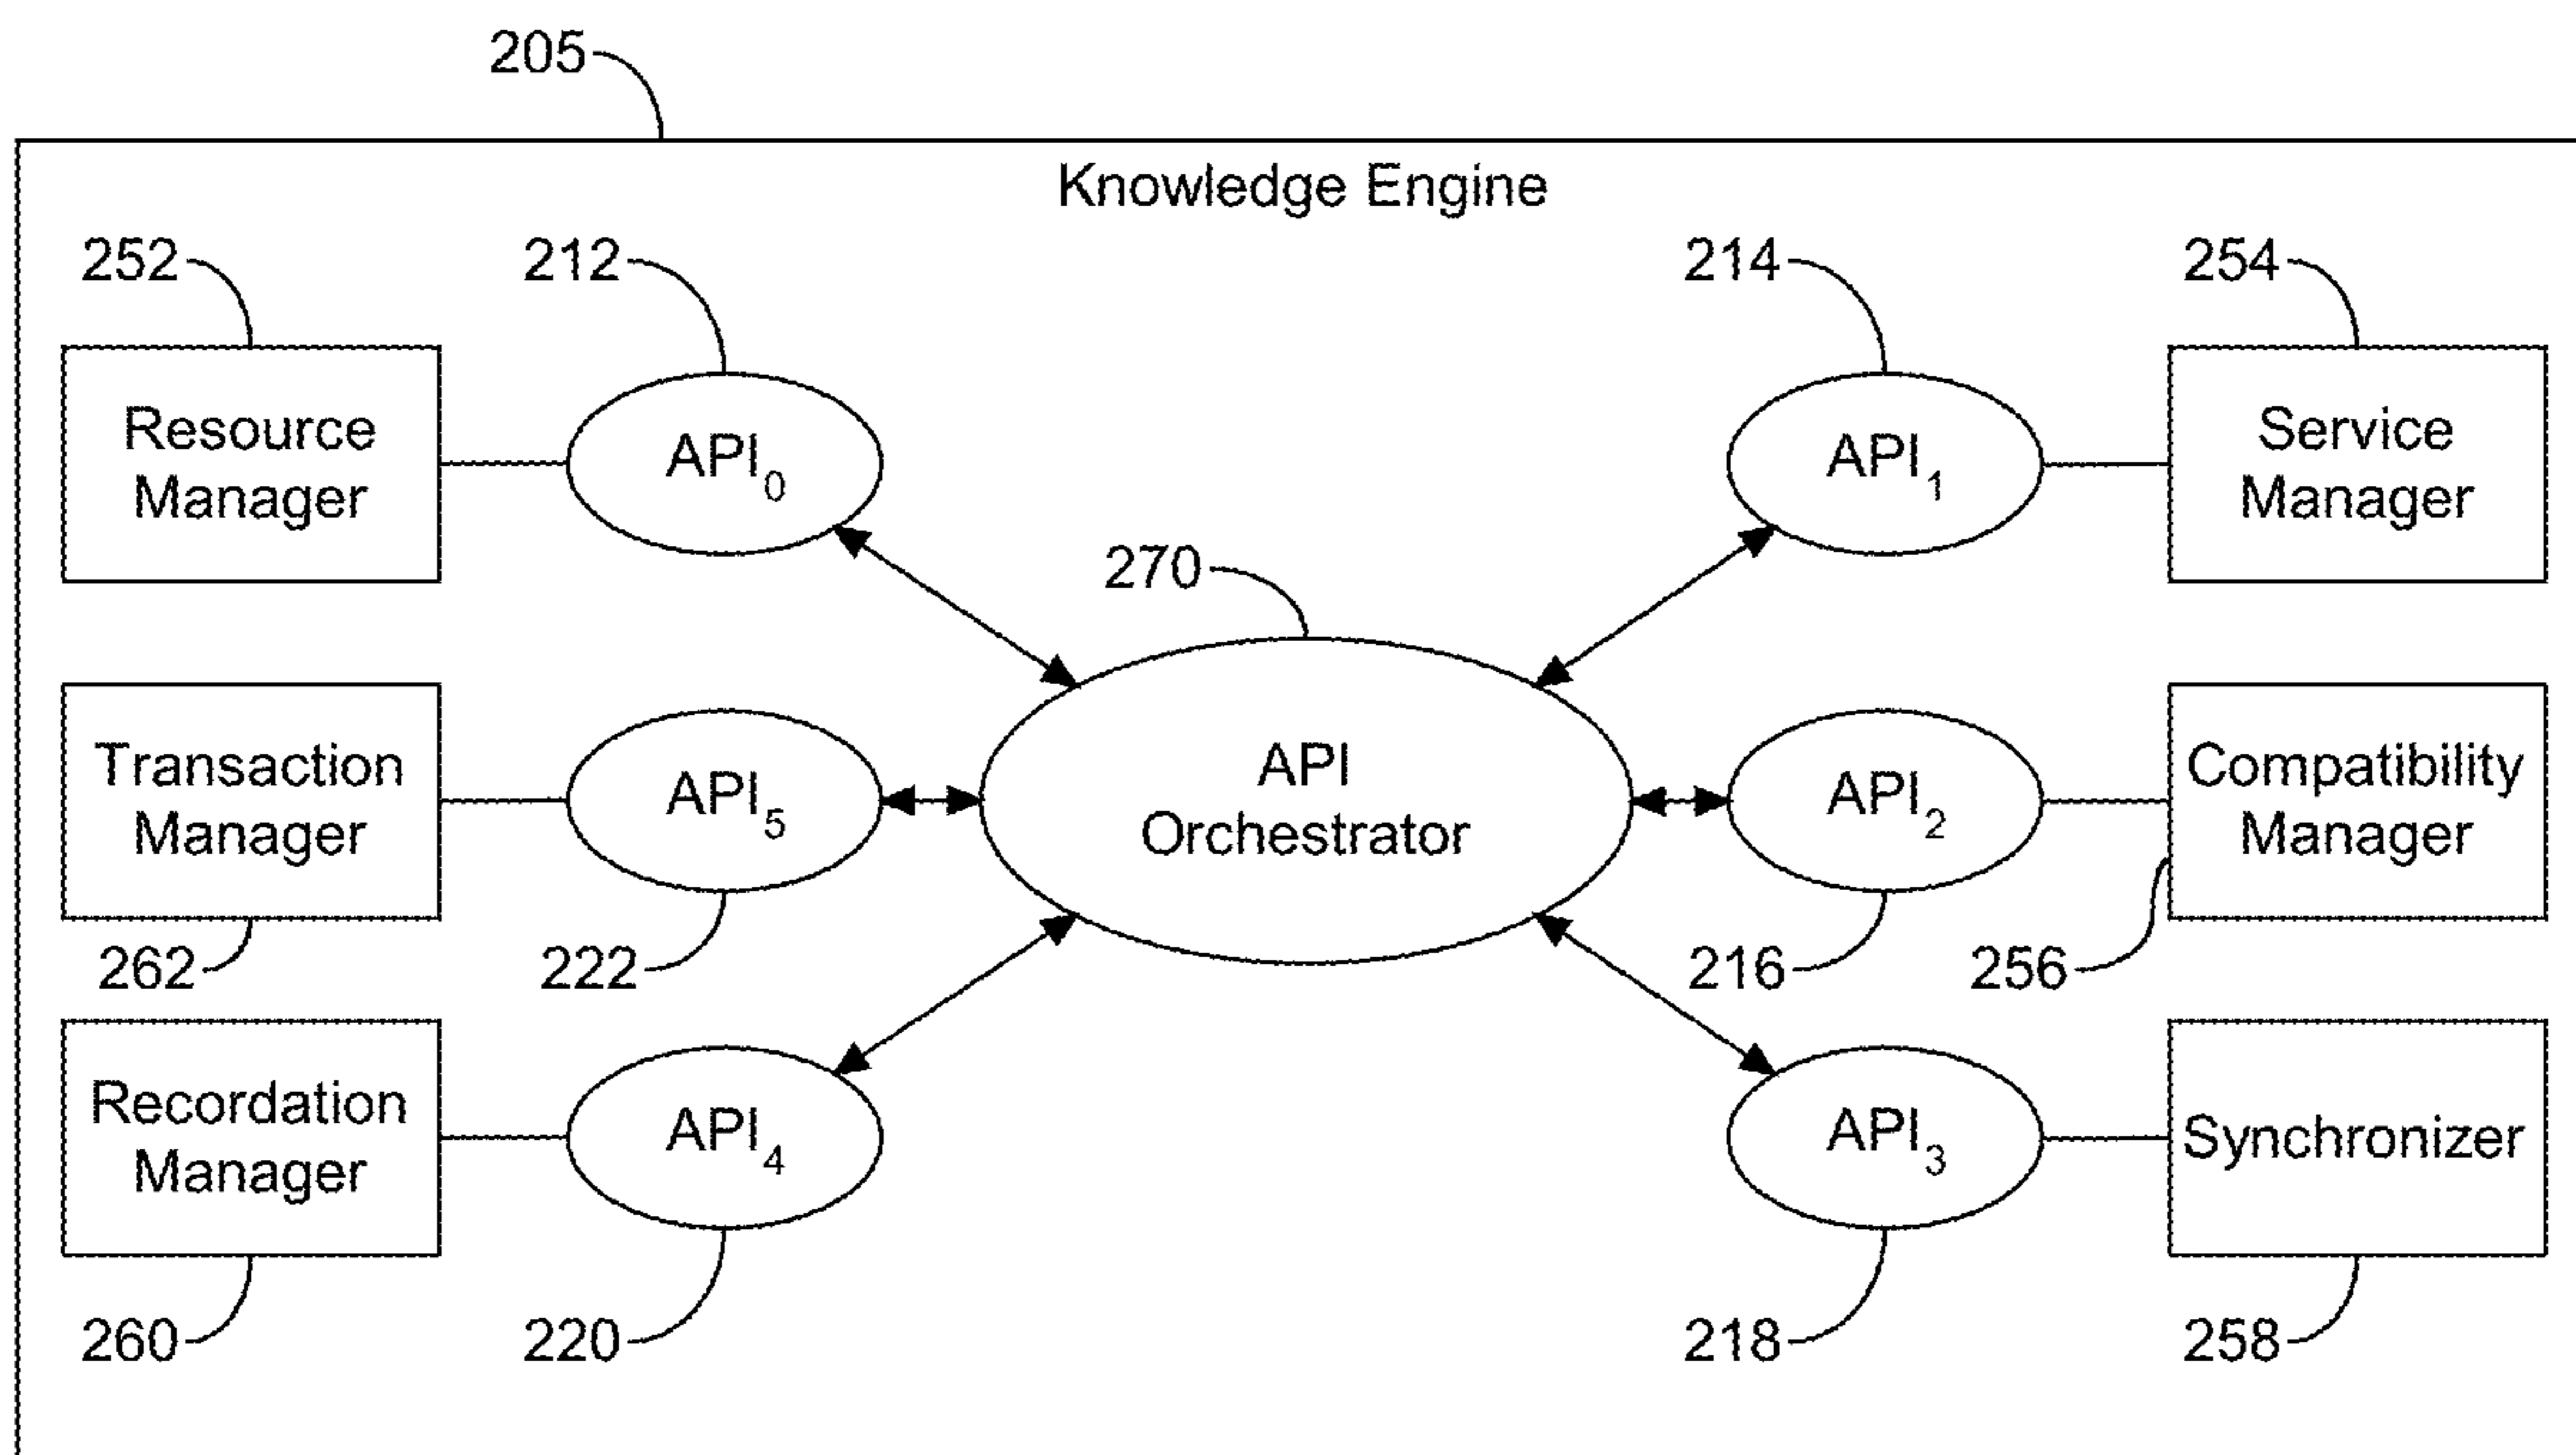 205
Knowledge Engine
252
212
214
254
Resource
Manager
API0
API1
Service
Manager
270
Transaction
Manager
API5
API
Orchestrator
API2
Compatibility
Manager
262
222
216
256
Recordation
Manager
API4
API3
Synchronizer
260
220
218
258